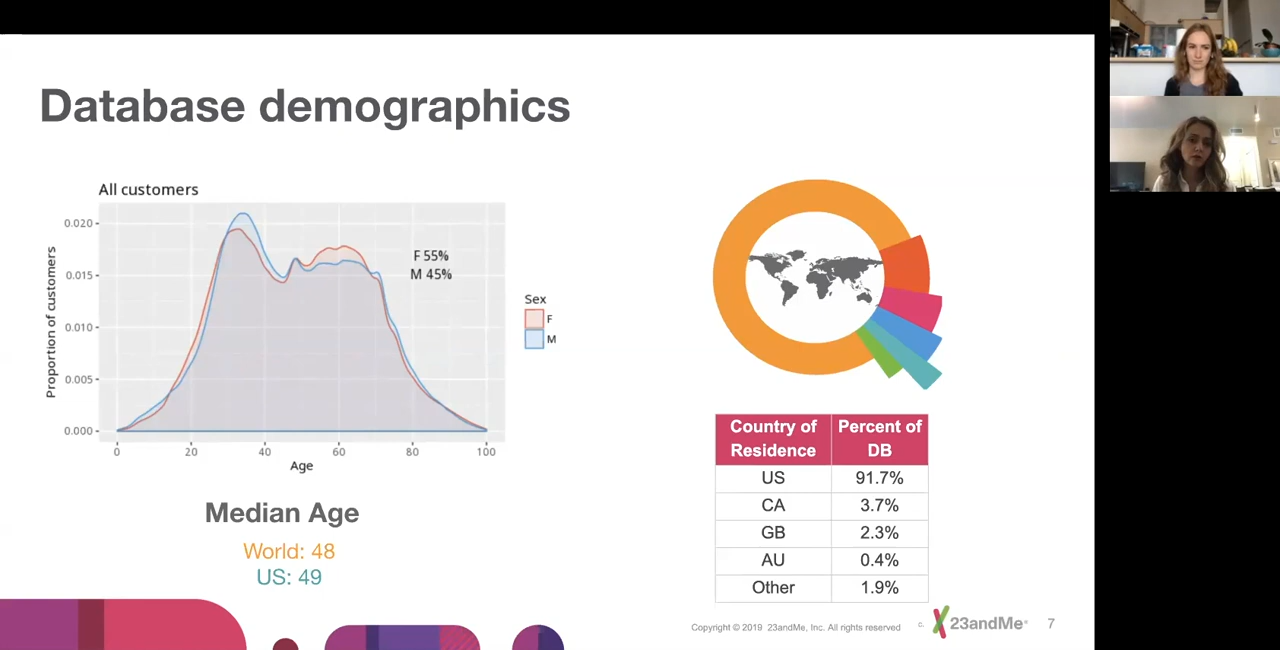 Database demographics
All customers
0.020
0.015
0.010
0.005
0.000
Proportion of customers
F 55%
M 45%
0 20 40 60 80 100
Age
Sex
F
M
Median Age
World: 48
US: 49
Country of Residence Percent of DB
US 91.7%
CA 3.7%
GB 2.3%
AU 0.4%
Other 1.9%
Copyright © 2019 23andMe, Inc. All rights reserved
23andMe®
7